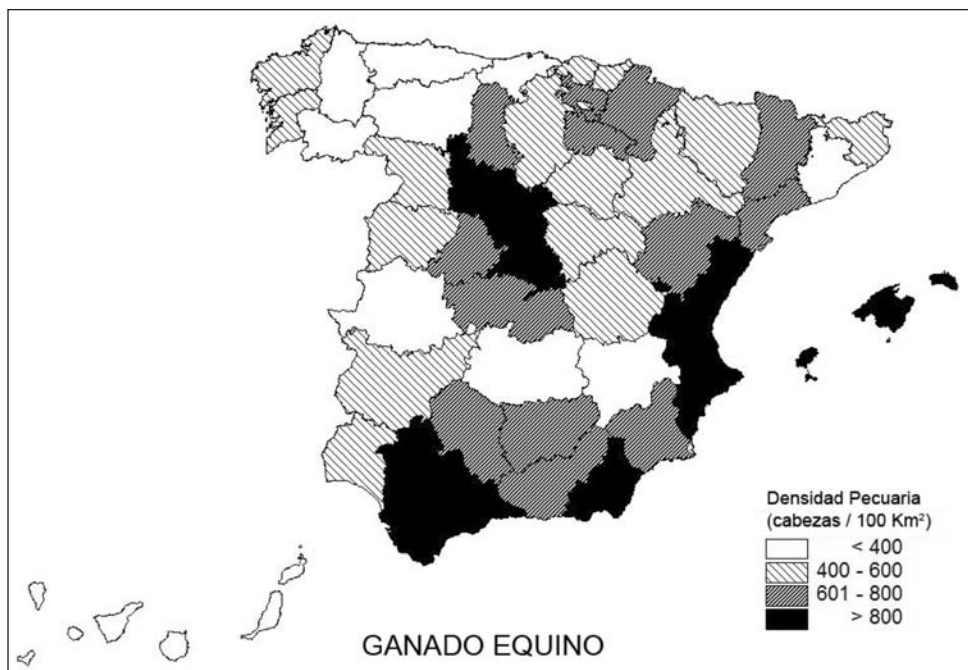 Densidad Pecuaria
(cabezas / 100 Km²)
< 400
400 - 600
601 - 800
> 800
GANADO EQUINO